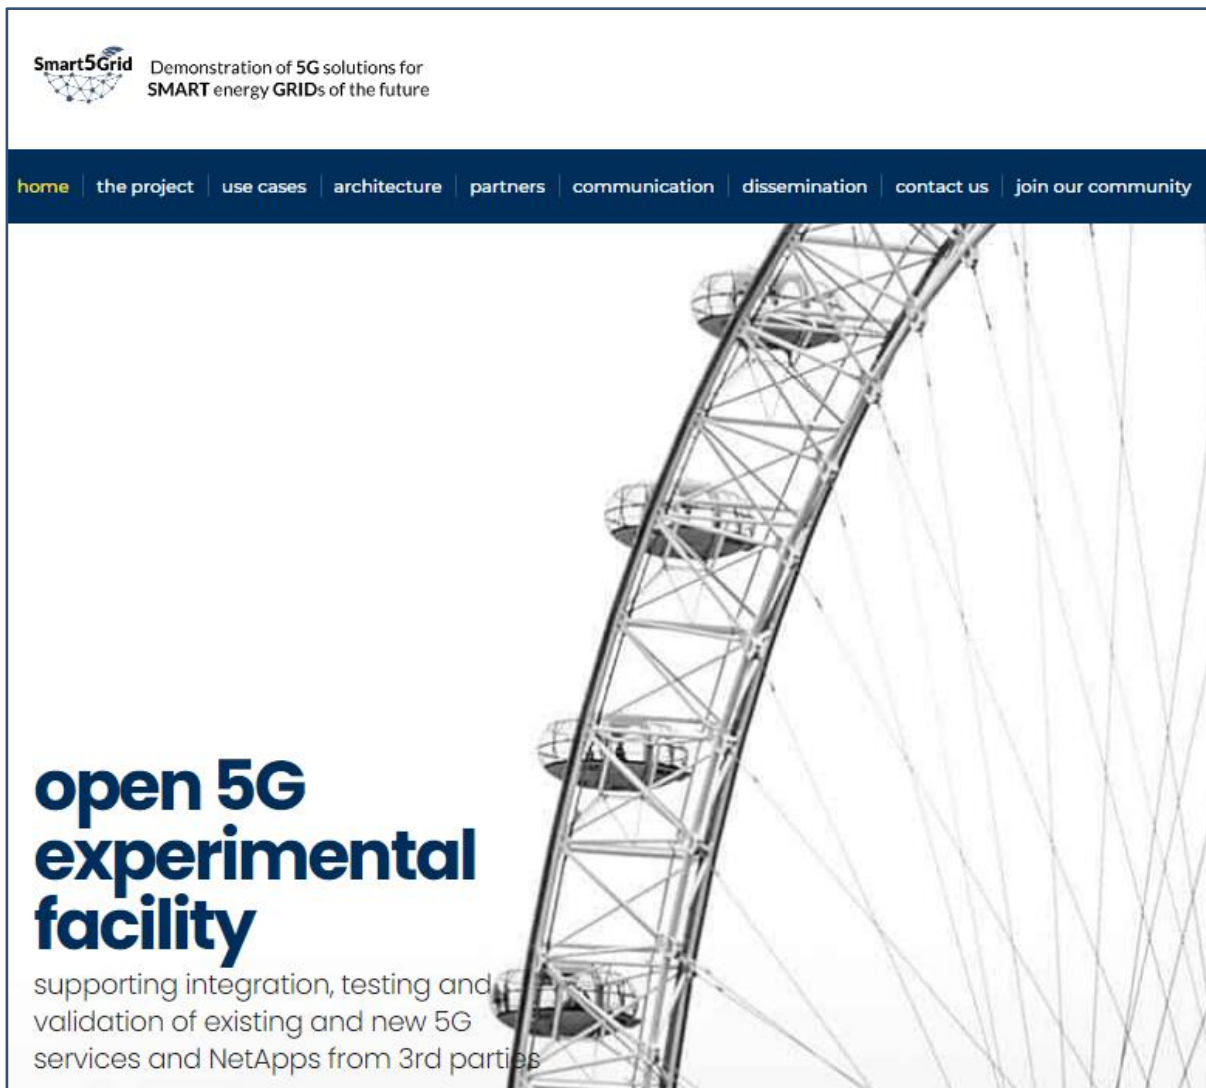 Smart5Grid
Demonstration of 5G solutions for
SMART energy GRIDs of the future
home the project use cases architecture partners communication dissemination contact us join our community
open 5G
experimental
facility
supporting integration, testing and
validation of existing and new 5G
services and NetApps from 3rd parties